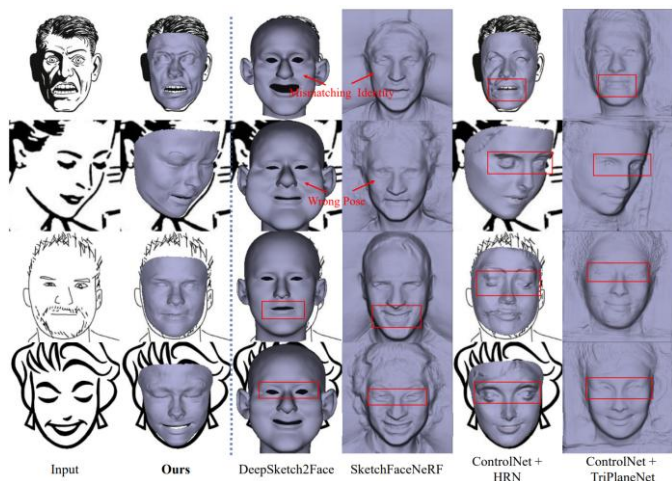 Mismatching Identity
Wrong Pose
Input
Ours
DeepSketch2Face
SketchFaceNeRF
ControlNet +
HRN
ControlNet +
TriPlaneNet